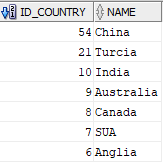 ID_COUNTRY NAME
54 China
21 Turcia
10 India
9 Australia
8 Canada
7 SUA
6 Anglia